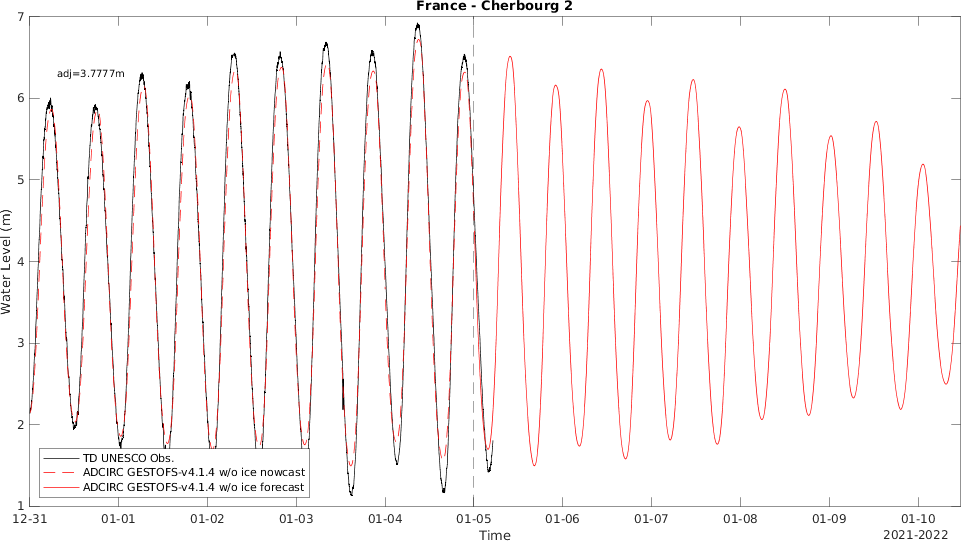 France - Cherbourg 2
7
6
5
4
3
2
1
Water Level (m)
adj=3.7777m
TD UNESCO Obs.
ADCIRC GESTOFS-v4.1.4 w/o ice nowcast
ADCIRC GESTOFS-v4.1.4 w/o ice forecast
12-31 01-01 01-02 01-03 01-04 01-05 01-06 01-07 01-08 01-09 01-10
Time
2021-2022